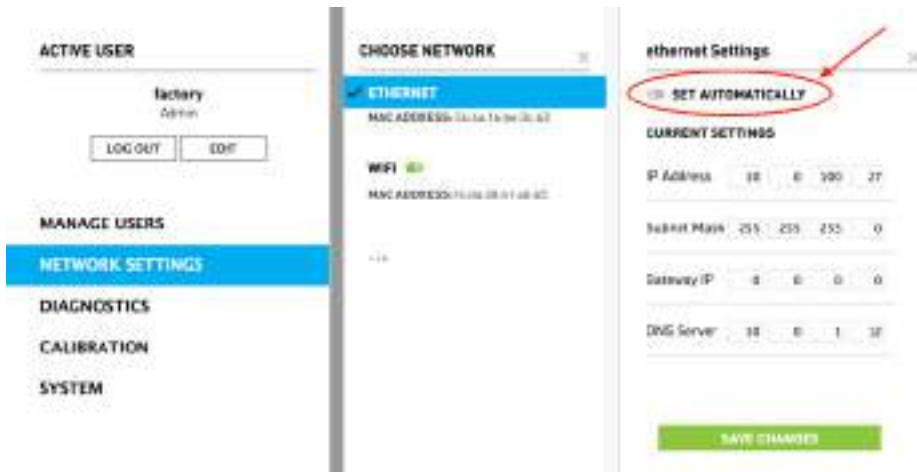 ACTIVE USER
factory
Admin
LOG OUT
EDIT
MANAGE USERS
NETWORK SETTINGS
DIAGNOSTICS
CALIBRATION
SYSTEM
CHOOSE NETWORK
ETHERNET
MAC ADDRESS:
WIFI
MAC ADDRESS:
ethernet Settings
SET AUTOMATICALLY
CURRENT SETTINGS
IP Address 10 0 100 27
Subnet Mask 255 255 255 0
Gateway IP 0 0 0 0
DNS Server 10 0 1 12
SAVE CHANGES